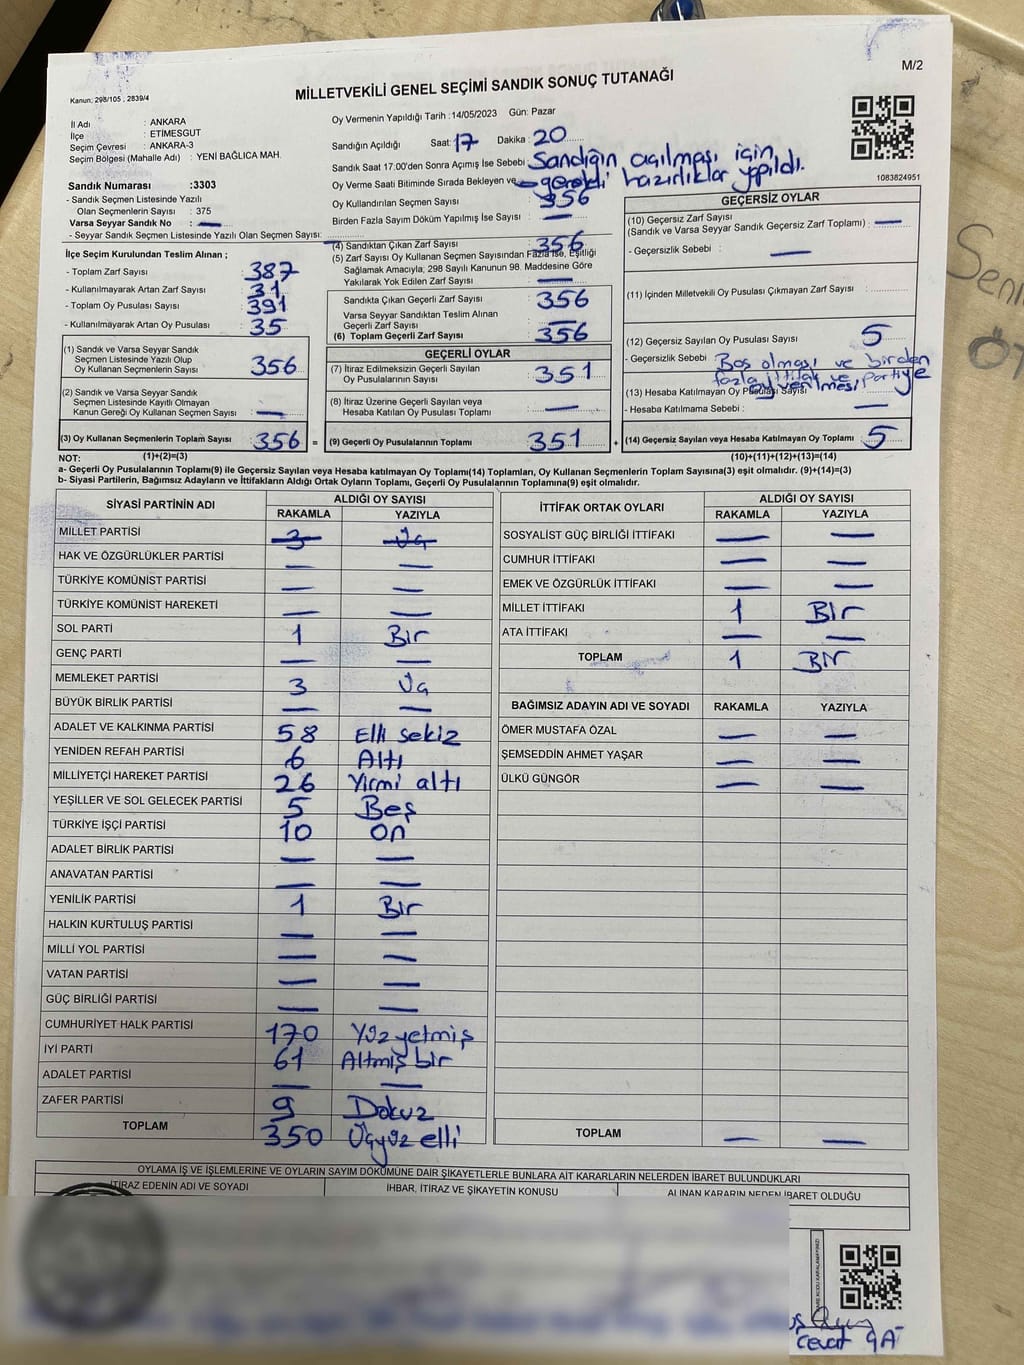 M/2
MİLLETVEKİLİ GENEL SEÇİMİ SANDIK SONUÇ TUTANAĞI
Kanun; 298/105 , 2839/4
İl Adı : ANKARA
İlçe : ETİMESGUT
Seçim Çevresi : ANKARA-3
Seçim Bölgesi (Mahalle Adı) : YENİ BAĞLICA MAH.
Sandık Numarası :3303
- Sandık Seçmen Listesinde Yazılı
Olan Seçmenlerin Sayısı : 375
Varsa Seyyar Sandık No : —
- Seyyar Sandık Seçmen Listesinde Yazılı Olan Seçmen Sayısı:
Oy Vermenin Yapıldığı Tarih :14/05/2023 Gün: Pazar
Sandığın Açıldığı Saat: 17 Dakika : 20
Sandık Saat 17.00'den Sonra Açımış İse Sebebi : Sandığın açılması için
Oy Verme Saati Bitiminde Sırada Bekleyen ve gerekli hazırlıklar yapıldı.
Oy Kullandırılan Seçmen Sayısı 356
Birden Fazla Sayım Döküm Yapılmış İse Sayısı : —
1083824951
İlçe Seçim Kurulundan Teslim Alınan ;
- Toplam Zarf Sayısı : 387
- Kullanılmayarak Artan Zarf Sayısı : 31
- Toplam Oy Pusulası Sayısı : 391
- Kullanılmayarak Artan Oy Pusulası : 35
(1) Sandık ve Varsa Seyyar Sandık
Seçmen Listesinde Yazılı Olup
Oy Kullanan Seçmenlerin Sayısı : 356
(2) Sandık ve Varsa Seyyar Sandık
Seçmen Listesinde Kayıtlı Olmayan
Kanun Gereği Oy Kullanan Seçmen Sayısı : —
(3) Oy Kullanan Seçmenlerin Toplam Sayısı : 356 =
(4) Sandıktan Çıkan Zarf Sayısı : 356
(5) Zarf Sayısı Oy Kullanan Seçmen Sayısından Fazla İse, Eşitliği
Sağlamak Amacıyla, 298 Sayılı Kanunun 98. Maddesine Göre
Yakılarak Yok Edilen Zarf Sayısı : —
Sandıkta Çıkan Geçerli Zarf Sayısı : 356
Varsa Seyyar Sandıktan Teslim Alınan
Geçerli Zarf Sayısı : —
(6) Toplam Geçerli Zarf Sayısı : 356
GEÇERLİ OYLAR
(7) İtiraz Edilmeksizin Geçerli Sayılan
Oy Pusulalarının Sayısı : 351
(8) İtiraz Üzerine Geçerli Sayılan veya
Hesaba Katılan Oy Pusulası Toplamı : —
(9) Geçerli Oy Pusulalarının Toplamı : 351 +
GEÇERSİZ OYLAR
(10) Geçersiz Zarf Sayısı
(Sandık ve Varsa Seyyar Sandık Geçersiz Zarf Toplamı) : —
- Geçersizlik Sebebi : —
(11) İçinden Milletvekili Oy Pusulası Çıkmayan Zarf Sayısı :
(12) Geçersiz Sayılan Oy Pusulası Sayısı : 5
- Geçersizlik Sebebi : Boş olması ve birden
fazla ittifak ve Partiye
oy verilmesi
(13) Hesaba Katılmayan Oy Pusulası Sayısı
- Hesaba Katılmama Sebebi : —
(14) Geçersiz Sayılan veya Hesaba Katılmayan Oy Toplamı : 5
NOT: (1)+(2)=(3) (10)+(11)+(12)+(13)=(14)
a- Geçerli Oy Pusulalarının Toplamı(9) ile Geçersiz Sayılan veya Hesaba katılmayan Oy Toplamı(14) Toplamları, Oy Kullanan Seçmenlerin Toplam Sayısına(3) eşit olmalıdır. (9)+(14)=(3)
b- Siyasi Partilerin, Bağımsız Adayların ve İttifakların Aldığı Ortak Oyların Toplamı, Geçerli Oy Pusulalarının Toplamına(9) eşit olmalıdır.
SİYASİ PARTİNİN ADI ALDIĞI OY SAYISI
RAKAMLA YAZIYLA
MİLLET PARTİSİ 3 Üç
HAK VE ÖZGÜRLÜKLER PARTİSİ — —
TÜRKİYE KOMÜNİST PARTİSİ — —
TÜRKİYE KOMÜNİST HAREKETİ — —
SOL PARTİ 1 Bir
GENÇ PARTİ — —
MEMLEKET PARTİSİ 3 Üç
BÜYÜK BİRLİK PARTİSİ — —
ADALET VE KALKINMA PARTİSİ 58 Elli sekiz
YENİDEN REFAH PARTİSİ 6 Altı
MİLLİYETÇİ HAREKET PARTİSİ 26 Yirmi altı
YEŞİLLER VE SOL GELECEK PARTİSİ 5 Beş
TÜRKİYE İŞÇİ PARTİSİ 10 On
ADALET BİRLİK PARTİSİ — —
ANAVATAN PARTİSİ — —
YENİLİK PARTİSİ 1 Bir
HALKIN KURTULUŞ PARTİSİ — —
MİLLİ YOL PARTİSİ — —
VATAN PARTİSİ — —
GÜÇ BİRLİĞİ PARTİSİ — —
CUMHURİYET HALK PARTİSİ 170 Yüz yetmiş
İYİ PARTİ 61 Altmış bir
ADALET PARTİSİ — —
ZAFER PARTİSİ 9 Dokuz
TOPLAM 350 Üçyüz elli
İTTİFAK ORTAK OYLARI ALDIĞI OY SAYISI
RAKAMLA YAZIYLA
SOSYALİST GÜÇ BİRLİĞİ İTTİFAKI — —
CUMHUR İTTİFAKI — —
EMEK VE ÖZGÜRLÜK İTTİFAKI — —
MİLLET İTTİFAKI 1 Bir
ATA İTTİFAKI — —
TOPLAM 1 Bir
BAĞIMSIZ ADAYIN ADI VE SOYADI RAKAMLA YAZIYLA
ÖMER MUSTAFA ÖZAL — —
ŞEMSEDDİN AHMET YAŞAR — —
ÜLKÜ GÜNGÖR — —
TOPLAM — —
OYLAMA İŞ VE İŞLEMLERİNE VE OYLARIN SAYIM DÖKÜMÜNE DAİR ŞİKAYETLERLE BUNLARA AİT KARARLARIN NELERDEN İBARET BULUNDUKLARI
İTİRAZ EDENİN ADI VE SOYADI İHBAR, İTİRAZ VE ŞİKAYETİN KONUSU ALINAN KARARIN NEDEN İBARET OLDUĞU
Cevat